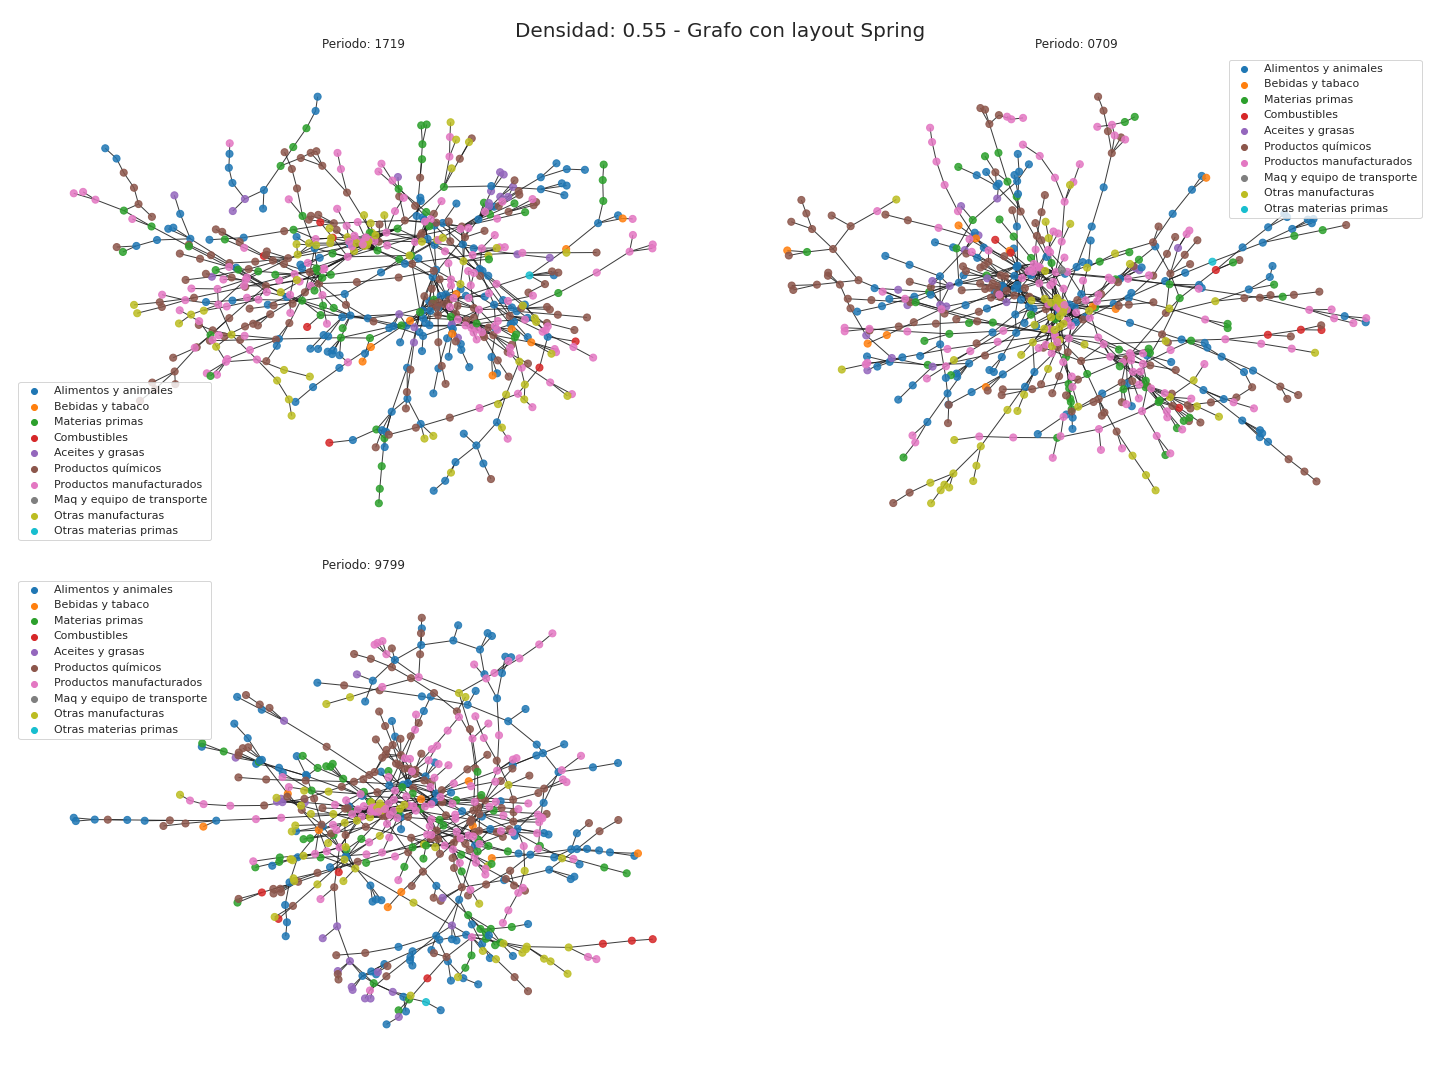 Densidad: 0.55 - Grafo con layout Spring
Periodo: 1719
Alimentos y animales
Bebidas y tabaco
Materias primas
Combustibles
Aceites y grasas
Productos químicos
Productos manufacturados
Maq y equipo de transporte
Otras manufacturas
Otras materias primas
Periodo: 0709
Alimentos y animales
Bebidas y tabaco
Materias primas
Combustibles
Aceites y grasas
Productos químicos
Productos manufacturados
Maq y equipo de transporte
Otras manufacturas
Otras materias primas
Periodo: 9799
Alimentos y animales
Bebidas y tabaco
Materias primas
Combustibles
Aceites y grasas
Productos químicos
Productos manufacturados
Maq y equipo de transporte
Otras manufacturas
Otras materias primas